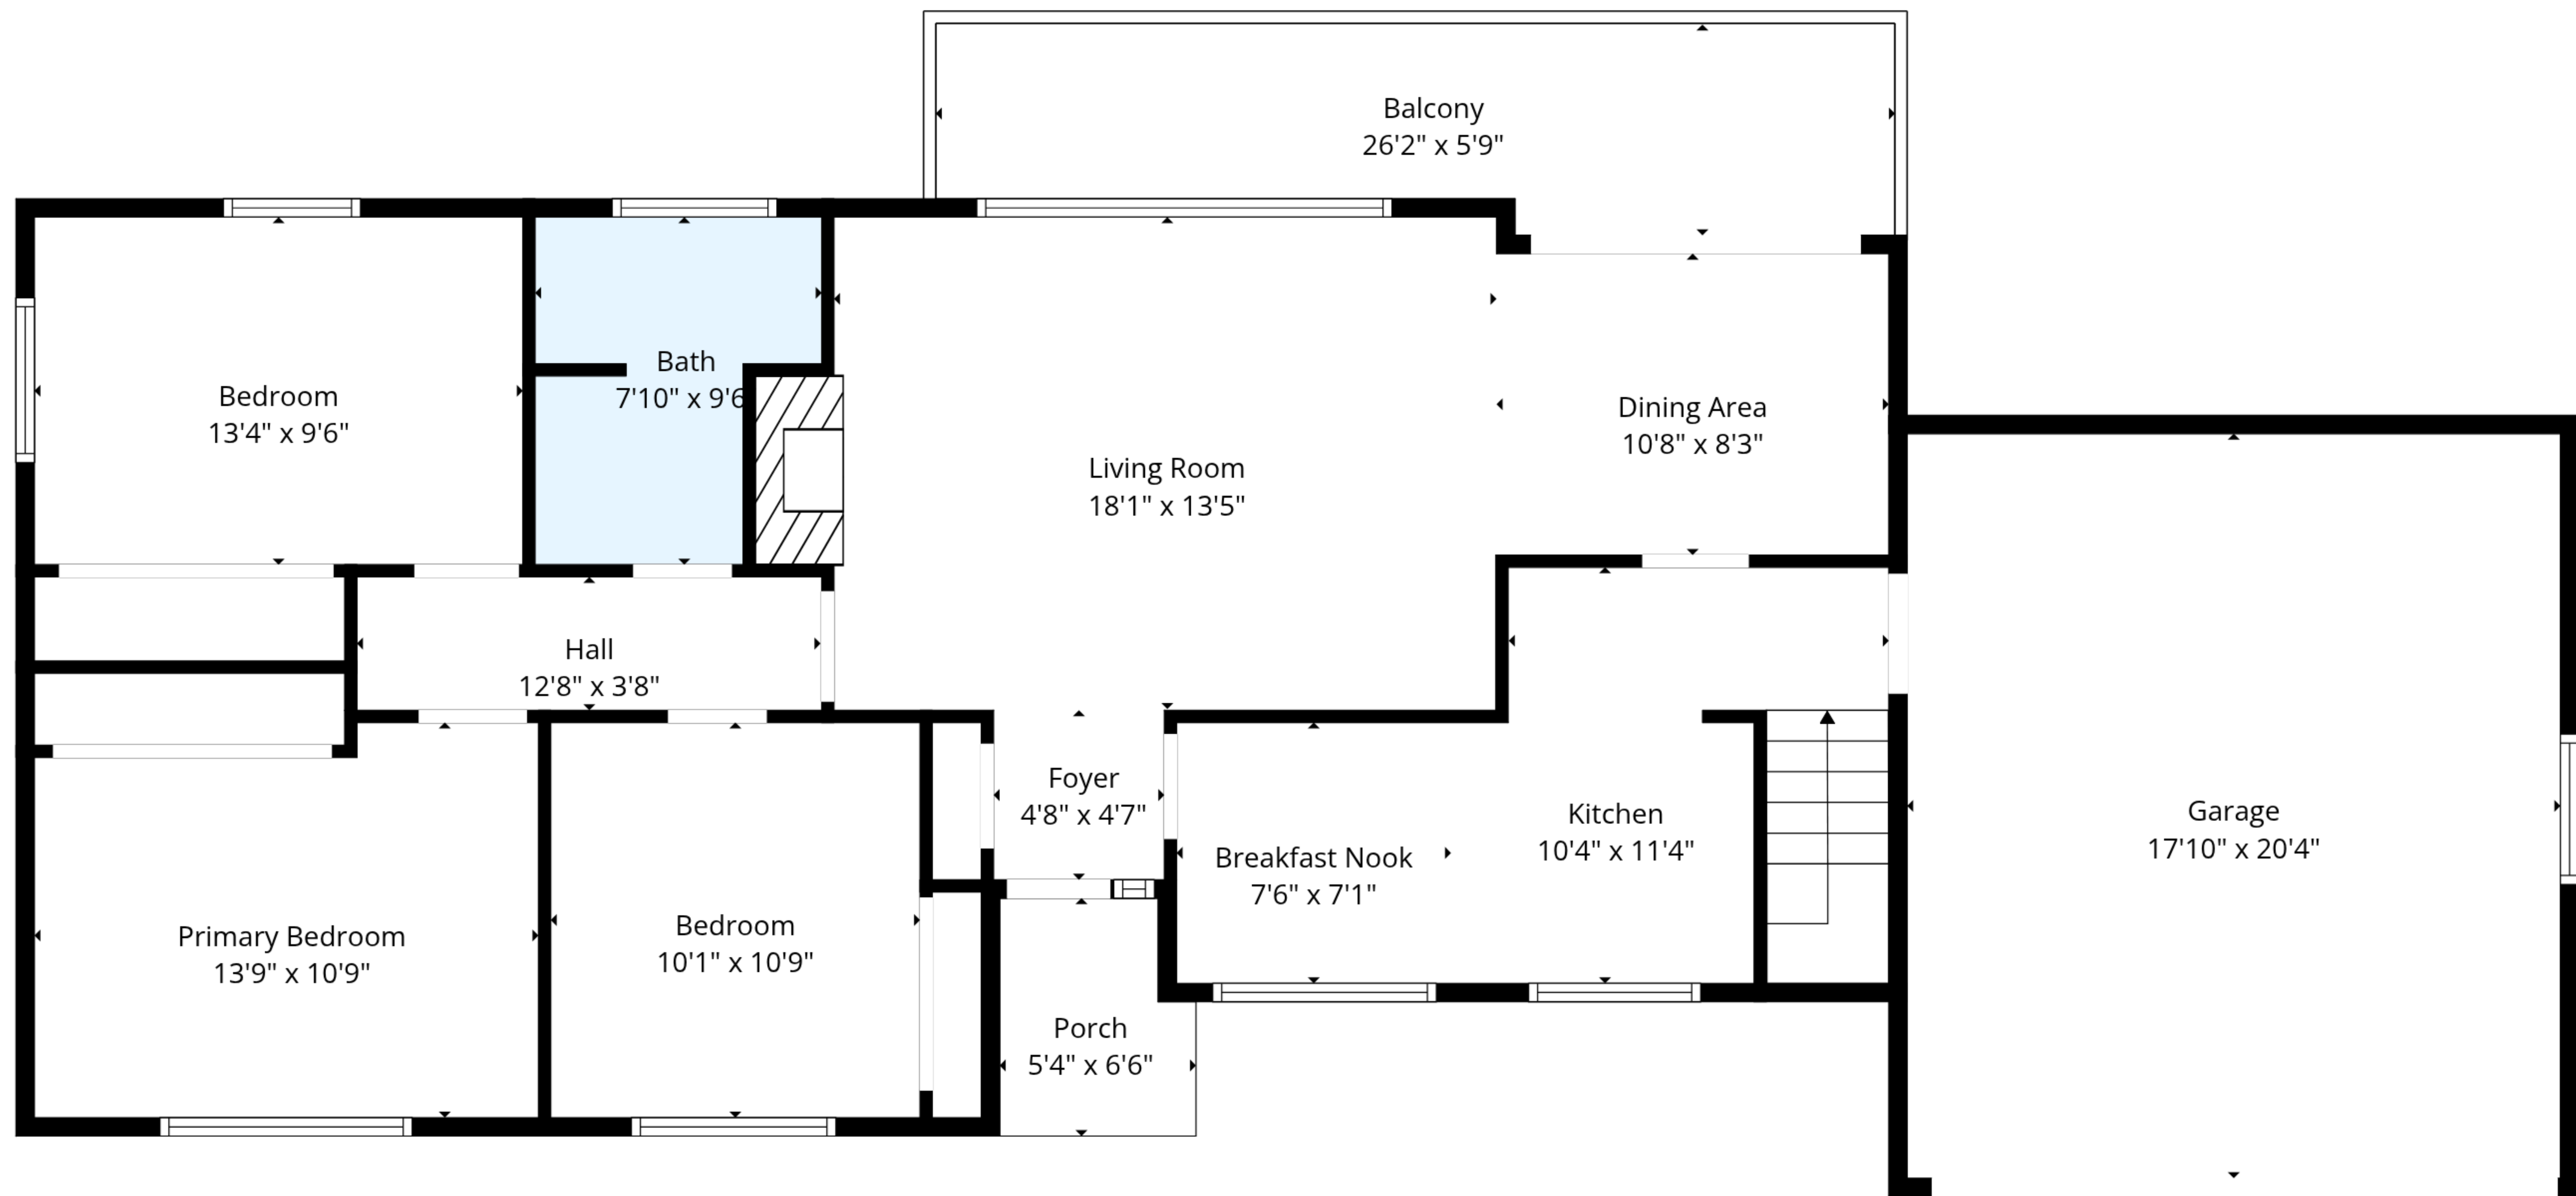 Balcony
26'2" x 5'9"
Bath
7'10" x 9'6
Bedroom
13'4" x 9'6"
Dining Area
10'8" x 8'3"
Living Room
18'1" x 13'5"
Hall
12'8" x 3'8"
Foyer
4'8" x 4'7"
Kitchen
10'4" x 11'4"
Garage
17'10" x 20'4"
Breakfast Nook
7'6" x 7'1"
Primary Bedroom
13'9" x 10'9"
Bedroom
10'1" x 10'9"
Porch
5'4" x 6'6"